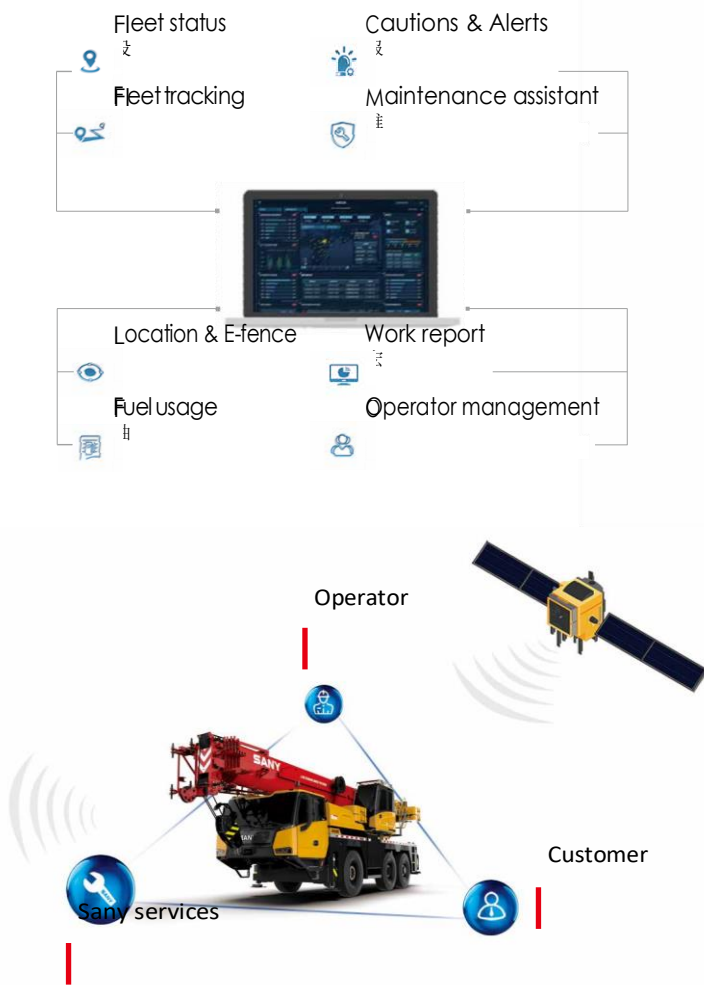 Fleet status
Cautions & Alerts
Fleet tracking
Maintenance assistant
Location & E-fence
Work report
Fuel usage
Operator management
Operator
SANY
Customer
Sany services